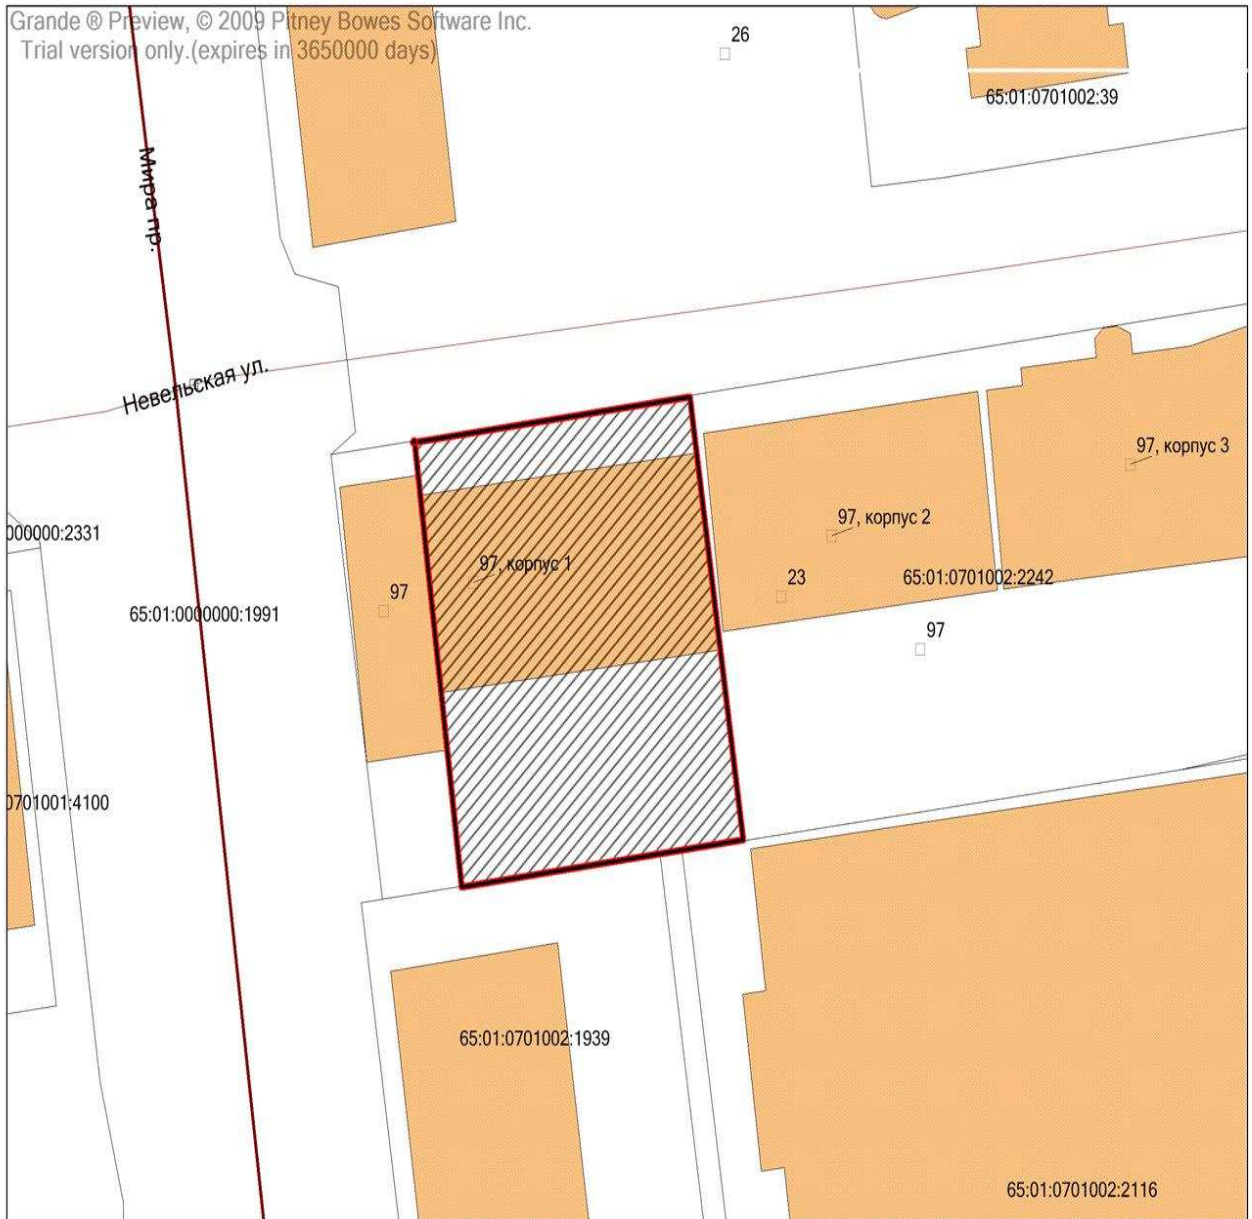 Grande ® Preview, © 2009 Pitney Bowes Software Inc.
Trial version only.(expires in 3650000 days)
26
65:01:0701002:39
Мира пр.
Невельская ул.
97, корпус 3
97, корпус 2
000000:2331
97, корпус 1
97
23
65:01:0701002:2242
65:01:0000000:1991
97
0701001:4100
65:01:0701002:1939
65:01:0701002:2116